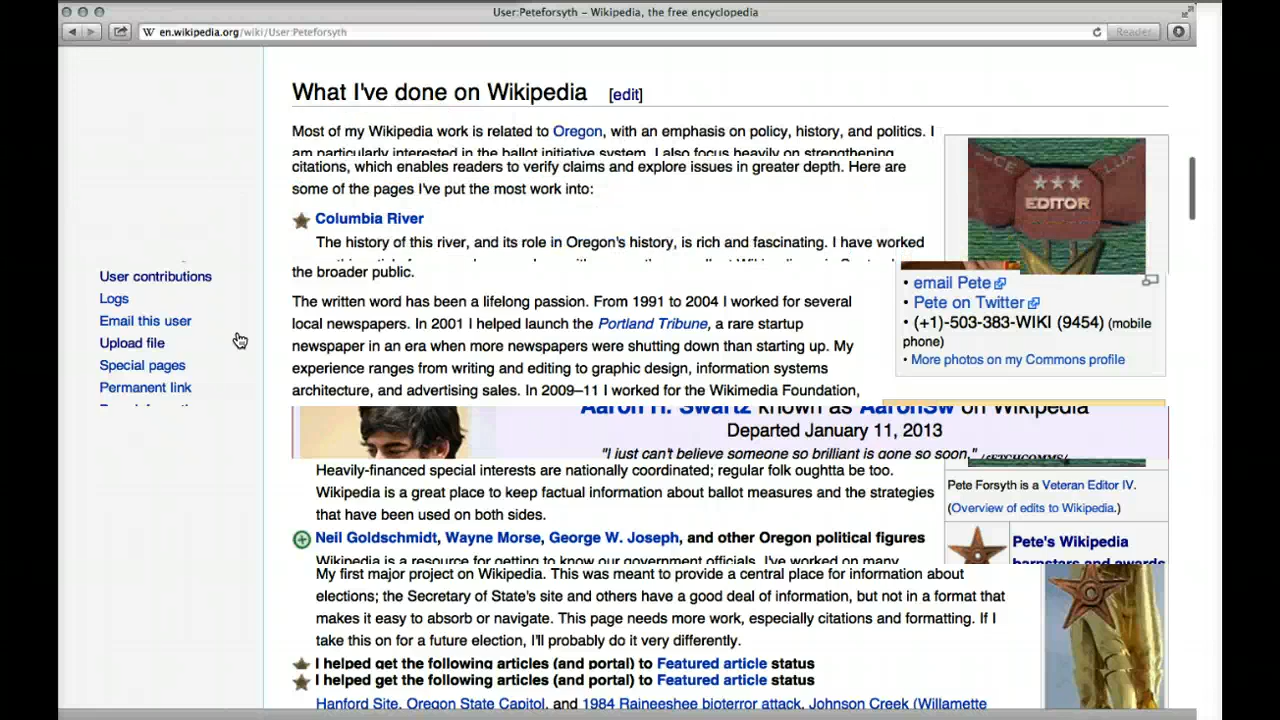 User:Peteforsyth – Wikipedia, the free encyclopedia
en.wikipedia.org/wiki/User:Peteforsyth
Reader
What I've done on Wikipedia [edit]
Most of my Wikipedia work is related to Oregon, with an emphasis on policy, history, and politics. I
am particularly interested in the ballot initiative system. I also focus heavily on strengthening
citations, which enables readers to verify claims and explore issues in greater depth. Here are
some of the pages I've put the most work into:
Columbia River
The history of this river, and its role in Oregon's history, is rich and fascinating. I have worked
the broader public.
The written word has been a lifelong passion. From 1991 to 2004 I worked for several
local newspapers. In 2001 I helped launch the Portland Tribune, a rare startup
newspaper in an era when more newspapers were shutting down than starting up. My
experience ranges from writing and editing to graphic design, information systems
architecture, and advertising sales. In 2009–11 I worked for the Wikimedia Foundation,
User contributions
Logs
Email this user
Upload file
Special pages
Permanent link
EDITOR
• email Pete
• Pete on Twitter
• (+1)-503-383-WIKI (9454) (mobile
phone)
• More photos on my Commons profile
Aaron H. Swartz known as AaronSw on Wikipedia
Departed January 11, 2013
"I just can't believe someone so brilliant is gone so soon."
Heavily-financed special interests are nationally coordinated; regular folk oughtta be too.
Wikipedia is a great place to keep factual information about ballot measures and the strategies
that have been used on both sides.
Neil Goldschmidt, Wayne Morse, George W. Joseph, and other Oregon political figures
Wikipedia is a resource for getting to know our government officials. I've worked on many
My first major project on Wikipedia. This was meant to provide a central place for information about
elections; the Secretary of State's site and others have a good deal of information, but not in a format that
makes it easy to absorb or navigate. This page needs more work, especially citations and formatting. If I
take this on for a future election, I'll probably do it very differently.
I helped get the following articles (and portal) to Featured article status
I helped get the following articles (and portal) to Featured article status
Hanford Site, Oregon State Capitol, and 1984 Rajneeshee bioterror attack, Johnson Creek (Willamette
Pete Forsyth is a Veteran Editor IV.
(Overview of edits to Wikipedia.)
Pete's Wikipedia
barnstars and awards